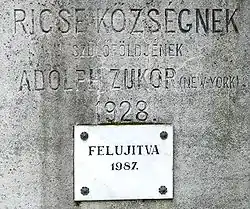 RICSE KÖZSÉGNEK
SZÜLŐFÖLDJÉNEK
ADOLPH ZUKOR (NEW-YORK)
1928.
FELUJITVA
1987.